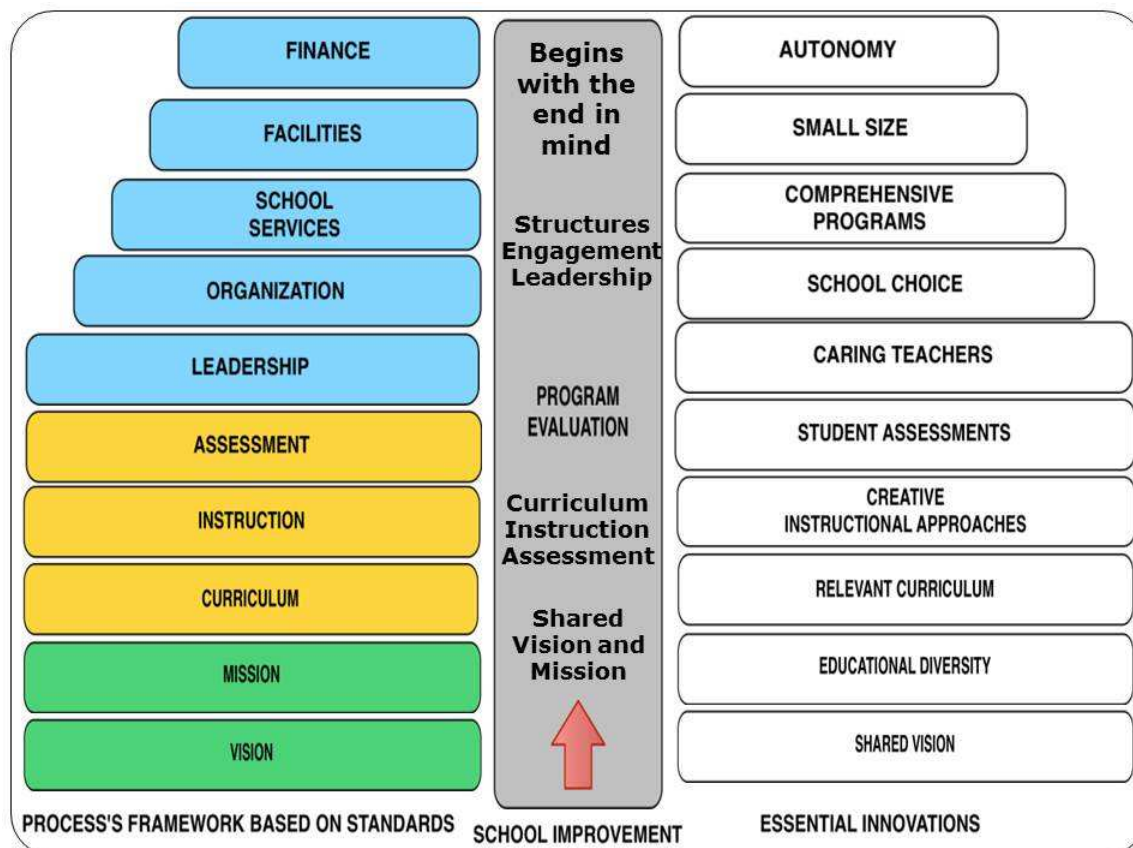 FINANCE
FACILITIES
SCHOOL
SERVICES
ORGANIZATION
LEADERSHIP
ASSESSMENT
INSTRUCTION
CURRICULUM
MISSION
VISION
PROCESS'S FRAMEWORK BASED ON STANDARDS
Begins
with the
end in
mind
Structures
Engagement
Leadership
PROGRAM
EVALUATION
Curriculum
Instruction
Assessment
Shared
Vision and
Mission
SCHOOL IMPROVEMENT
AUTONOMY
SMALL SIZE
COMPREHENSIVE
PROGRAMS
SCHOOL CHOICE
CARING TEACHERS
STUDENT ASSESSMENTS
CREATIVE
INSTRUCTIONAL APPROACHES
RELEVANT CURRICULUM
EDUCATIONAL DIVERSITY
SHARED VISION
ESSENTIAL INNOVATIONS